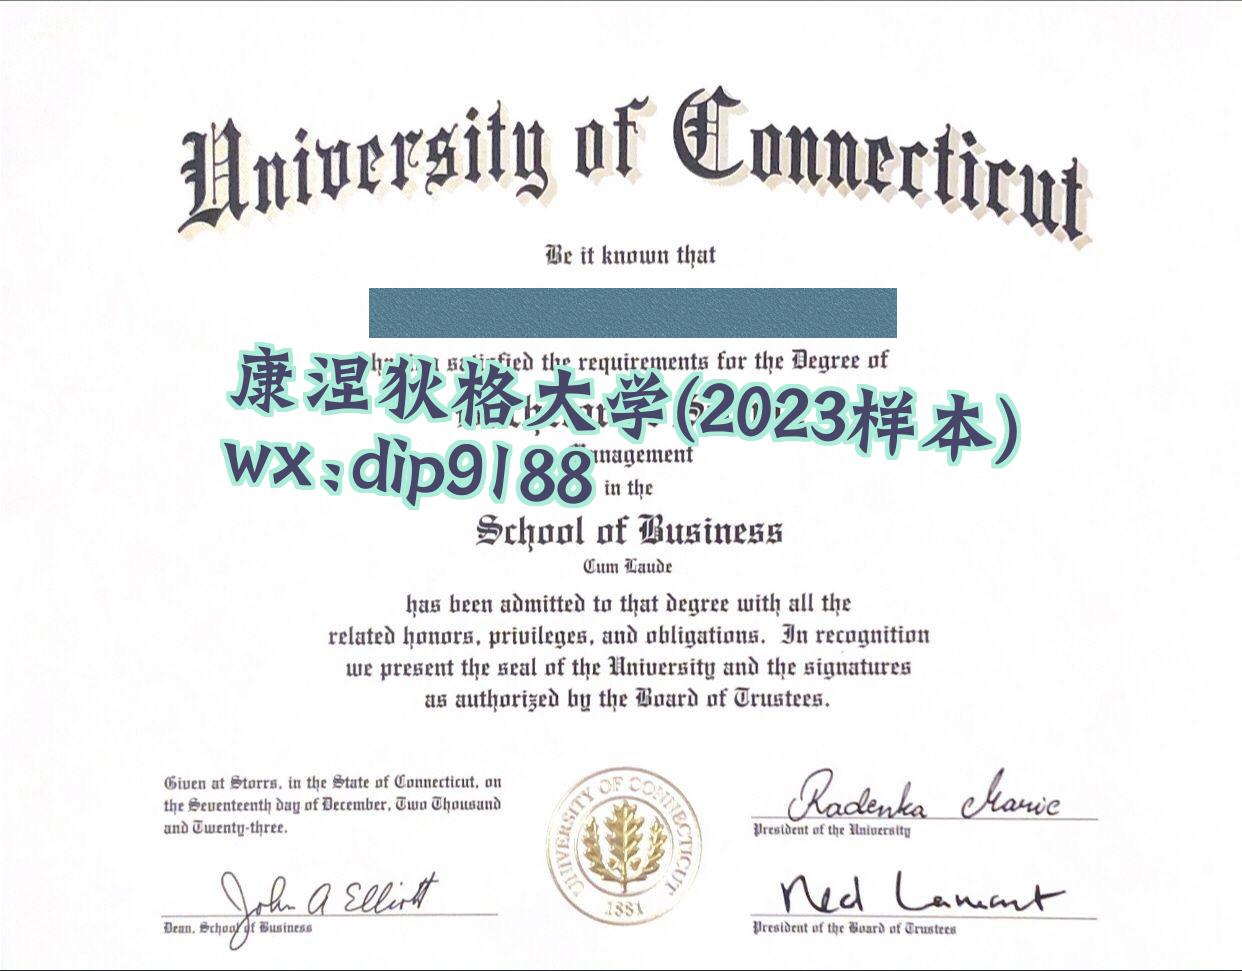 University of Connecticut
Be it known that
satisfied the requirements for the Degree of
康涅狄格大学(2023样本)
Management
wx:dip9188
in the
School of Business
Cum Laude
has been admitted to that degree with all the
related honors, privileges, and obligations. In recognition
we present the seal of the University and the signatures
as authorized by the Board of Trustees.
Given at Storrs, in the State of Connecticut, on
the Seventeenth day of December, Two Thousand
and Twenty-three.
UNIVERSITY OF CONNECTICUT
1881
Radenka Maric
President of the University
John A Elliott
Dean, School of Business
Ned Lamont
President of the Board of Trustees